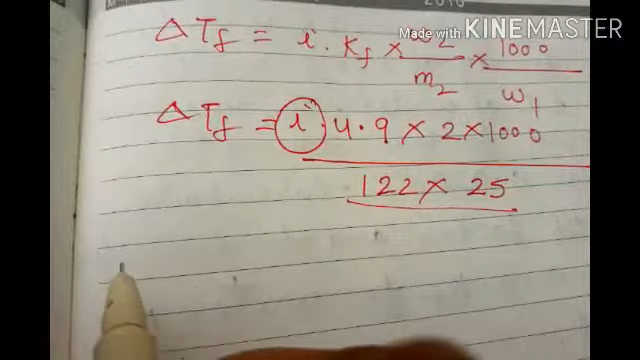 Made with KINEMASTER
ΔTf = i . Kf × w2 × 1000
m2 w1
ΔTf = i 4.9 × 2 × 1000
122 × 25